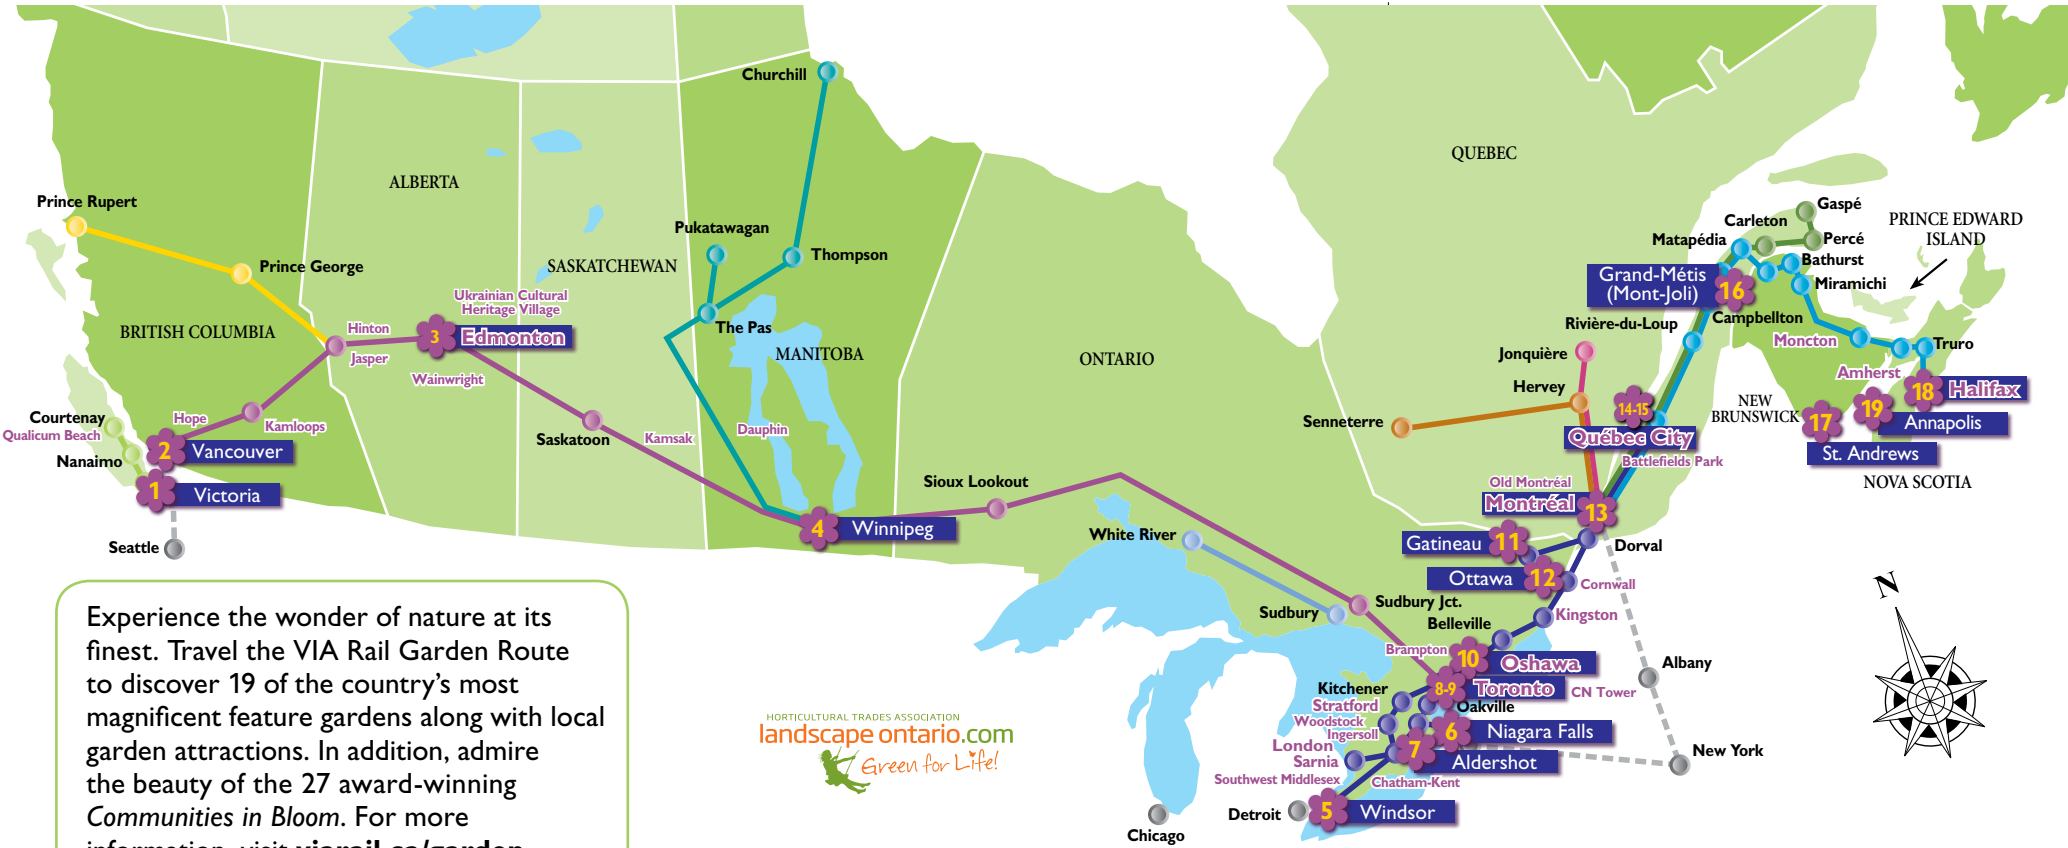 Churchill
QUEBEC
ALBERTA
Prince Rupert
Pukatawagan
Gaspé
Carleton
PRINCE EDWARD
ISLAND
Matapédia
Percé
Prince George
SASKATCHEWAN
Thompson
Bathurst
Grand-Métis
(Mont-Joli)
16
Miramichi
Ukrainian Cultural
Heritage Village
BRITISH COLUMBIA
Hinton
3
Edmonton
The Pas
Campbellton
Rivière-du-Loup
Moncton
Truro
Jasper
MANITOBA
ONTARIO
Jonquière
Wainwright
Hervey
Amherst
18
Halifax
Courtenay
Hope
Kamloops
Qualicum Beach
Saskatoon
Kamsak
Dauphin
Senneterre
14-15
Québec City
NEW
BRUNSWICK
17
19
Annapolis
2
Vancouver
Nanaimo
Battlefields Park
St. Andrews
1
Victoria
Sioux Lookout
Old Montréal
Montréal
13
NOVA SCOTIA
4
Winnipeg
White River
Gatineau
11
Dorval
Seattle
Ottawa
12
Cornwall
N
Sudbury
Sudbury Jct.
Belleville
Kingston
Brampton
10
Oshawa
Albany
Kitchener
8-9
Toronto
CN Tower
Stratford
Oakville
Woodstock
Ingersoll
6
Niagara Falls
London
Sarnia
7
Aldershot
New York
Southwest Middlesex
Chatham-Kent
Detroit
5
Windsor
Chicago
Experience the wonder of nature at its
finest. Travel the VIA Rail Garden Route
to discover 19 of the country's most
magnificent feature gardens along with local
garden attractions. In addition, admire
the beauty of the 27 award-winning
Communities in Bloom. For more
information, visit viarail.ca/garden
HORTICULTURAL TRADES ASSOCIATION
landscapeontario.com
Green for Life!